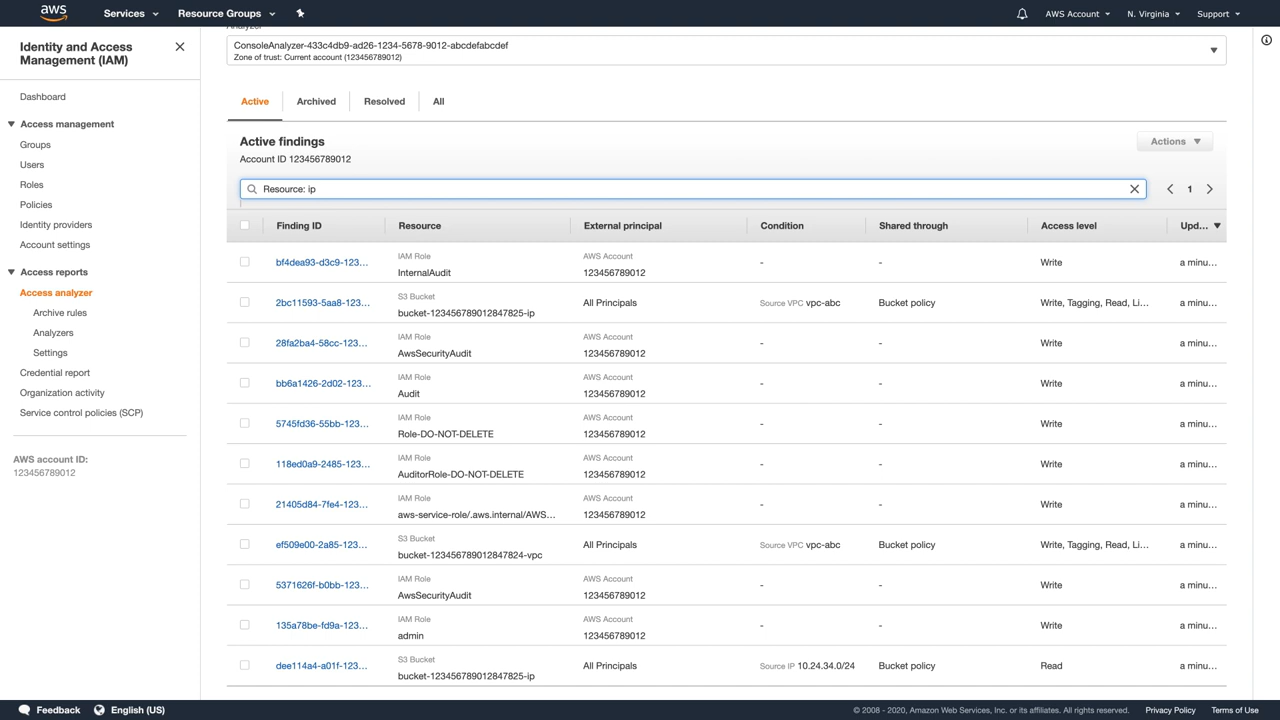 aws
Services
Resource Groups
AWS Account
N. Virginia
Support
Identity and Access
Management (IAM)
Dashboard
Access management
Groups
Users
Roles
Policies
Identity providers
Account settings
Access reports
Access analyzer
Archive rules
Analyzers
Settings
Credential report
Organization activity
Service control policies (SCP)
AWS account ID:
123456789012
Analyzer
ConsoleAnalyzer-433c4db9-ad26-1234-5678-9012-abcdefabcdef
Zone of trust: Current account (123456789012)
Active Archived Resolved All
Active findings
Account ID 123456789012
Actions
Resource: ip
1
Finding ID Resource External principal Condition Shared through Access level Upd...
IAM Role AWS Account
bf4dea93-d3c9-123... - - Write a minu...
InternalAudit 123456789012
S3 Bucket
2bc11593-5aa8-123... All Principals Source VPC vpc-abc Bucket policy Write, Tagging, Read, Li... a minu...
bucket-123456789012847825-ip
IAM Role AWS Account
28fa2ba4-58cc-123... - - Write a minu...
AwsSecurityAudit 123456789012
IAM Role AWS Account
bb6a1426-2d02-123... - - Write a minu...
Audit 123456789012
IAM Role AWS Account
5745fd36-55bb-123... - - Write a minu...
Role-DO-NOT-DELETE 123456789012
IAM Role AWS Account
118ed0a9-2485-123... - - Write a minu...
AuditorRole-DO-NOT-DELETE 123456789012
IAM Role AWS Account
21405d84-7fe4-123... - - Write a minu...
aws-service-role/.aws.internal/AWS... 123456789012
S3 Bucket
ef509e00-2a85-123... All Principals Source VPC vpc-abc Bucket policy Write, Tagging, Read, Li... a minu...
bucket-123456789012847824-vpc
IAM Role AWS Account
5371626f-b0bb-123... - - Write a minu...
AwsSecurityAudit 123456789012
IAM Role AWS Account
135a78be-fd9a-123... - - Write a minu...
admin 123456789012
S3 Bucket
dee114a4-a01f-123... All Principals Source IP 10.24.34.0/24 Bucket policy Read a minu...
bucket-123456789012847825-ip
Feedback
English (US)
© 2008 - 2020, Amazon Web Services, Inc. or its affiliates. All rights reserved.
Privacy Policy
Terms of Use